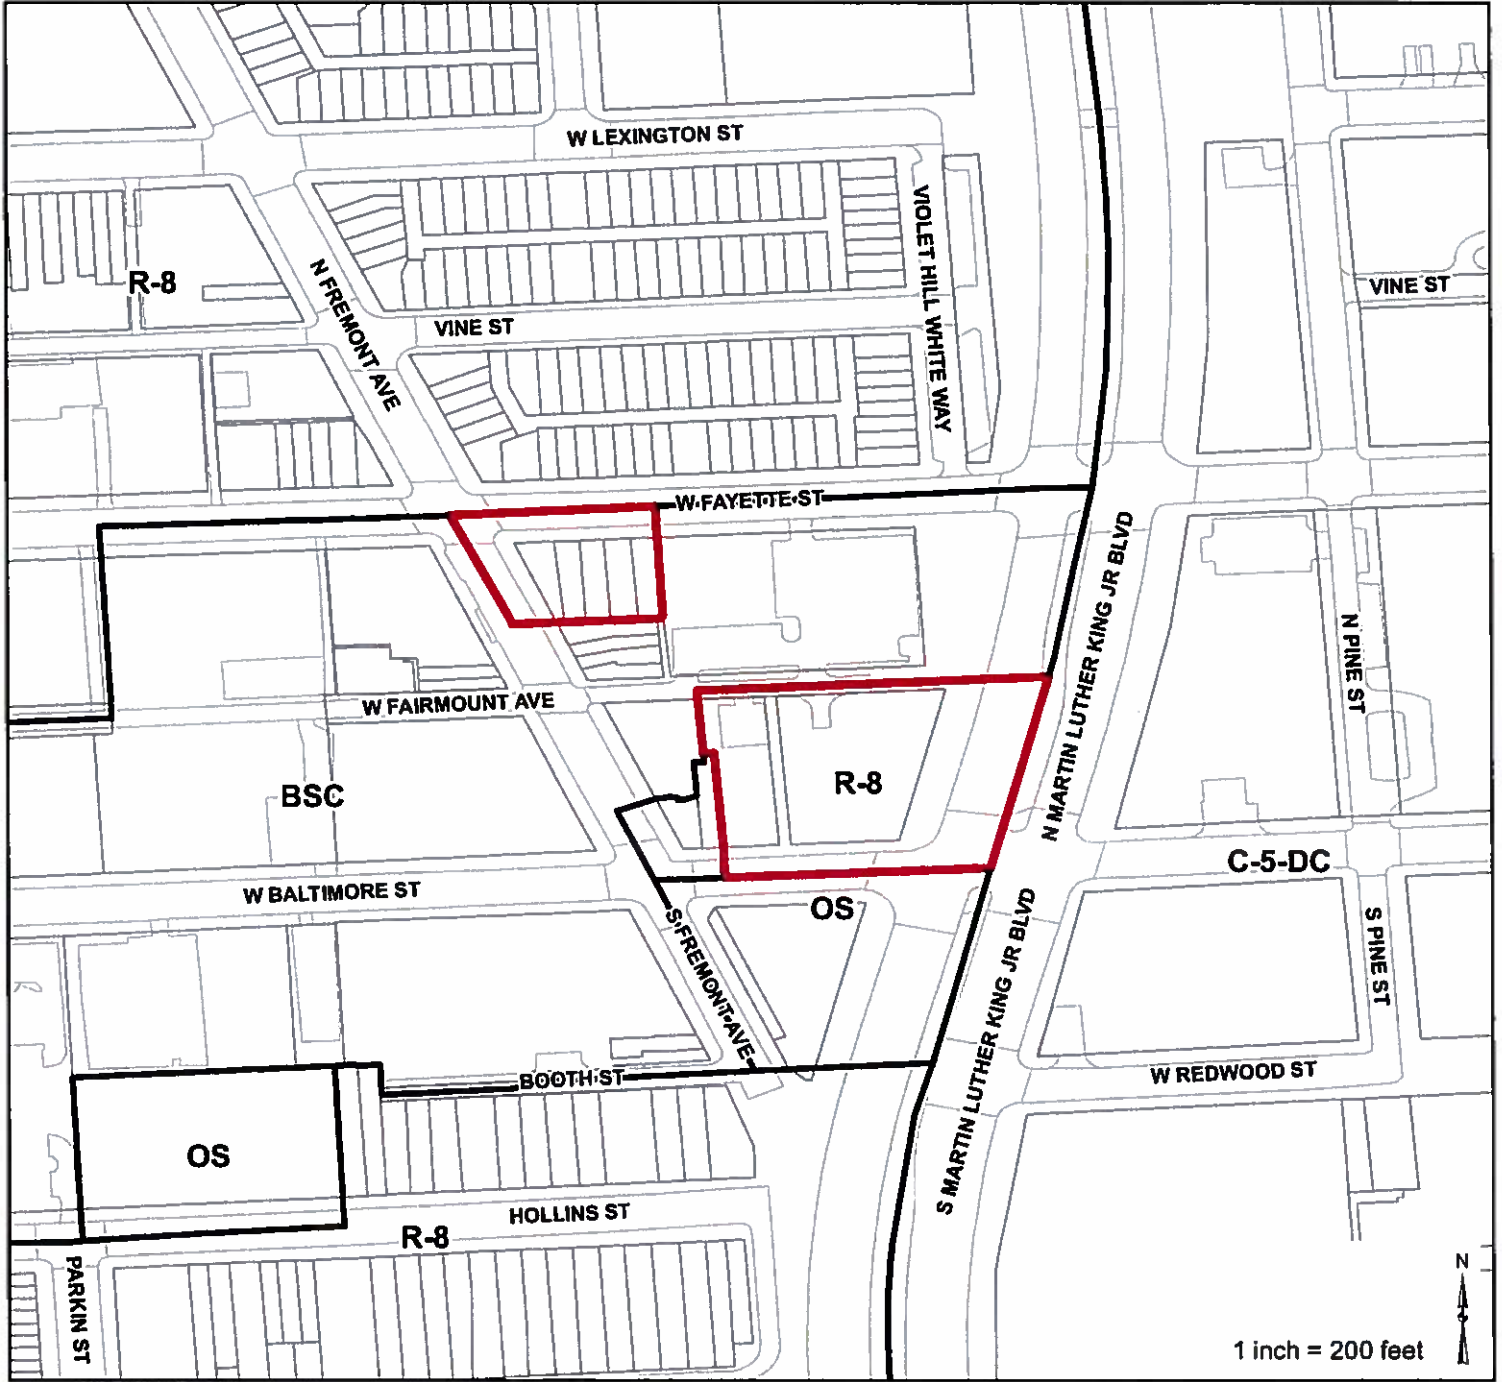 W LEXINGTON ST
VIOLET HILL WHITE WAY
R-8
N FREMONT AVE
VINE ST
VINE ST
W FAYETTE ST
N MARTIN LUTHER KING JR BLVD
N PINE ST
W FAIRMOUNT AVE
BSC
R-8
C-5-DC
W BALTIMORE ST
OS
S FREMONT AVE
S MARTIN LUTHER KING JR BLVD
S PINE ST
BOOTH ST
W REDWOOD ST
OS
HOLLINS ST
R-8
PARKIN ST
N
1 inch = 200 feet